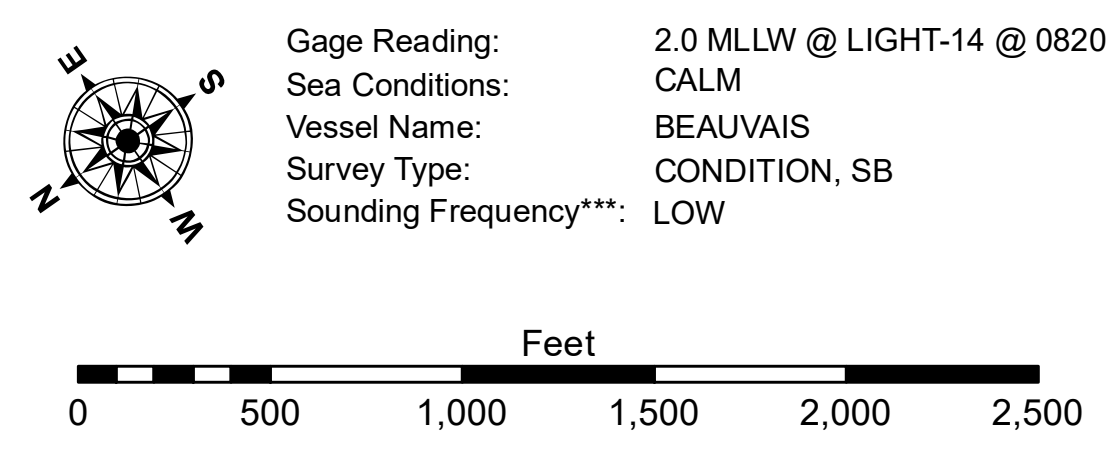 E
S
N
W
Gage Reading: 2.0 MLLW @ LIGHT-14 @ 0820
Sea Conditions: CALM
Vessel Name: BEAUVAIS
Survey Type: CONDITION, SB
Sounding Frequency***: LOW
Feet
0 500 1,000 1,500 2,000 2,500